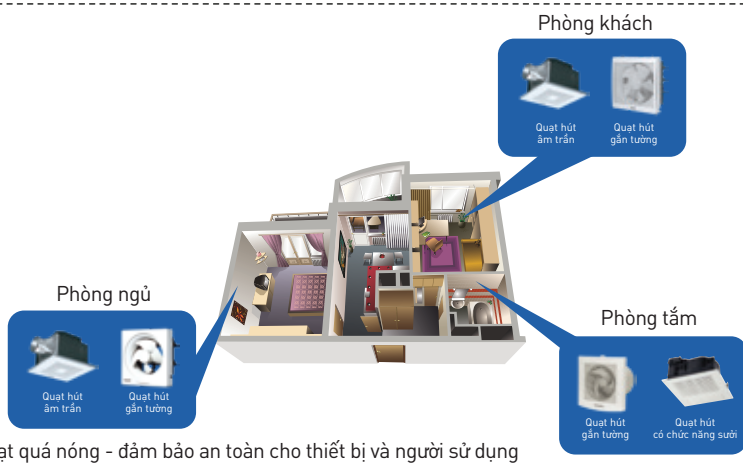 Phòng khách
Quạt hút
âm trần
Quạt hút
gắn tường
Phòng ngủ
Quạt hút
âm trần
Quạt hút
gắn tường
Phòng tắm
Quạt hút
gắn tường
Quạt hút
có chức năng sưởi
quá nóng - đảm bảo an toàn cho thiết bị và người sử dụng